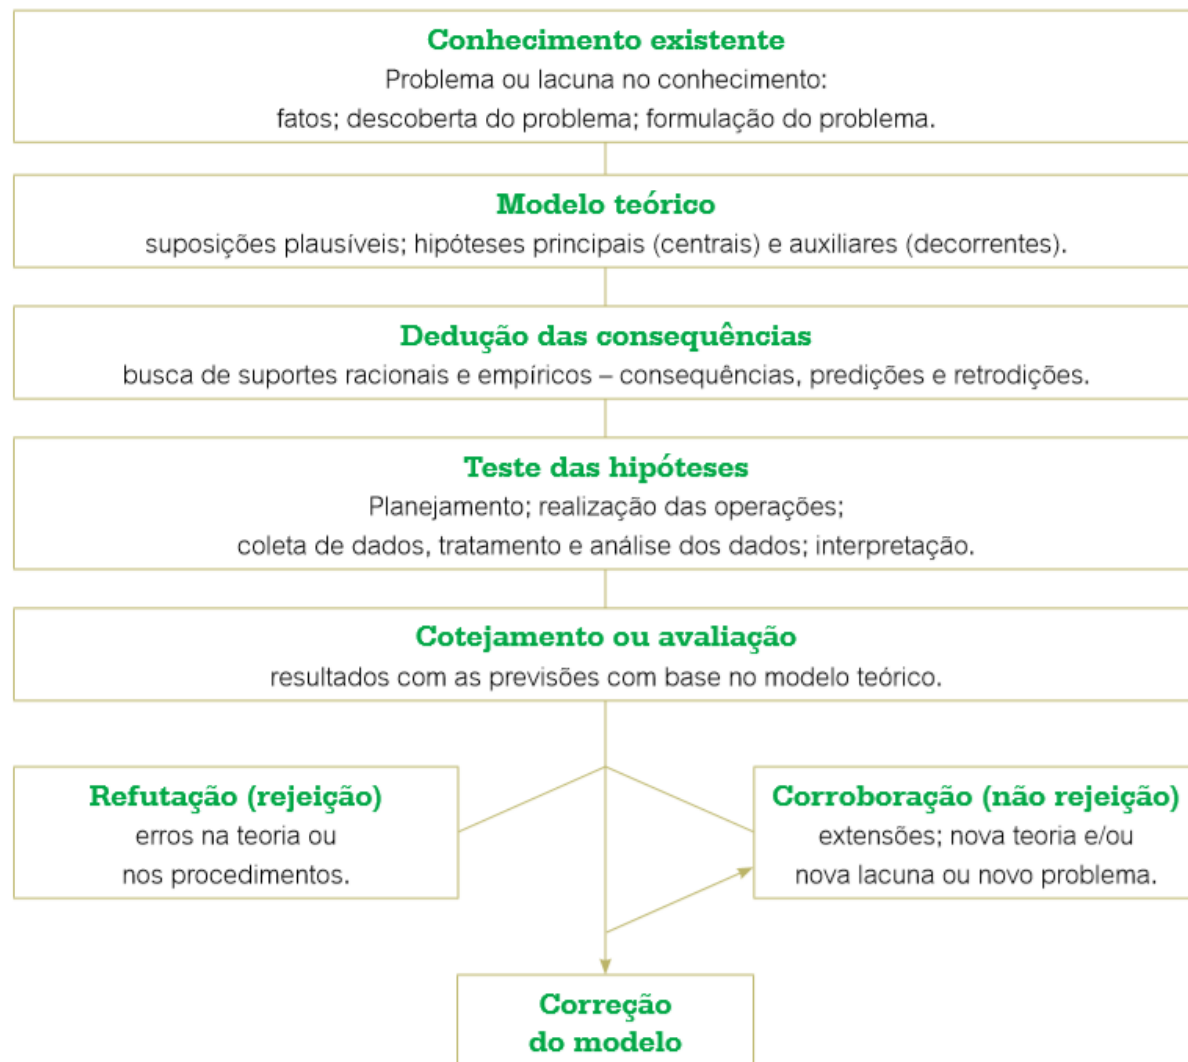 Conhecimento existente
Problema ou lacuna no conhecimento:
fatos; descoberta do problema; formulação do problema.
Modelo teórico
suposições plausíveis; hipóteses principais (centrais) e auxiliares (decorrentes).
Dedução das consequências
busca de suportes racionais e empíricos – consequências, predições e retrodições.
Teste das hipóteses
Planejamento; realização das operações;
coleta de dados, tratamento e análise dos dados; interpretação.
Cotejamento ou avaliação
resultados com as previsões com base no modelo teórico.
Refutação (rejeição)
erros na teoria ou
nos procedimentos.
Corroboração (não rejeição)
extensões; nova teoria e/ou
nova lacuna ou novo problema.
Correção
do modelo